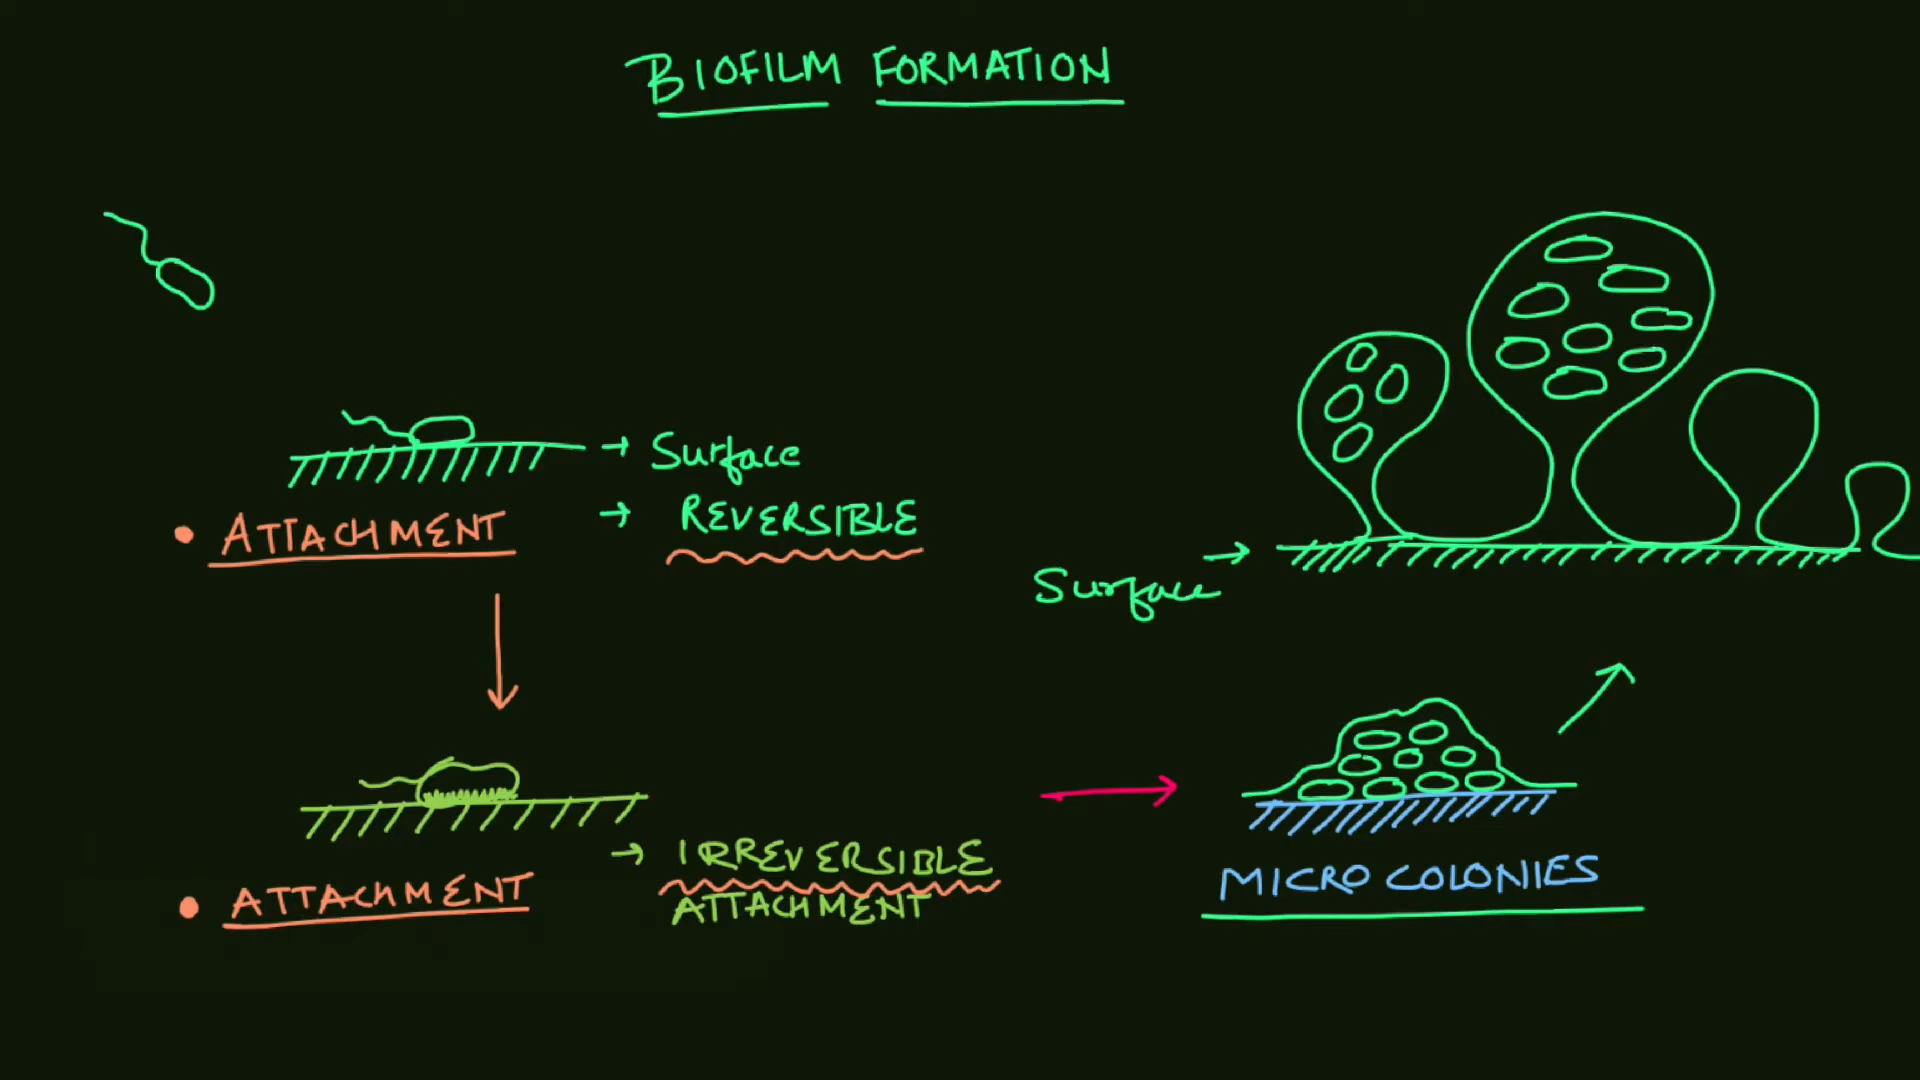 BIOFILM FORMATION
→ Surface
• ATTACHMENT → REVERSIBLE
Surface →
• ATTACHMENT → IRREVERSIBLE
ATTACHMENT
MICRO COLONIES